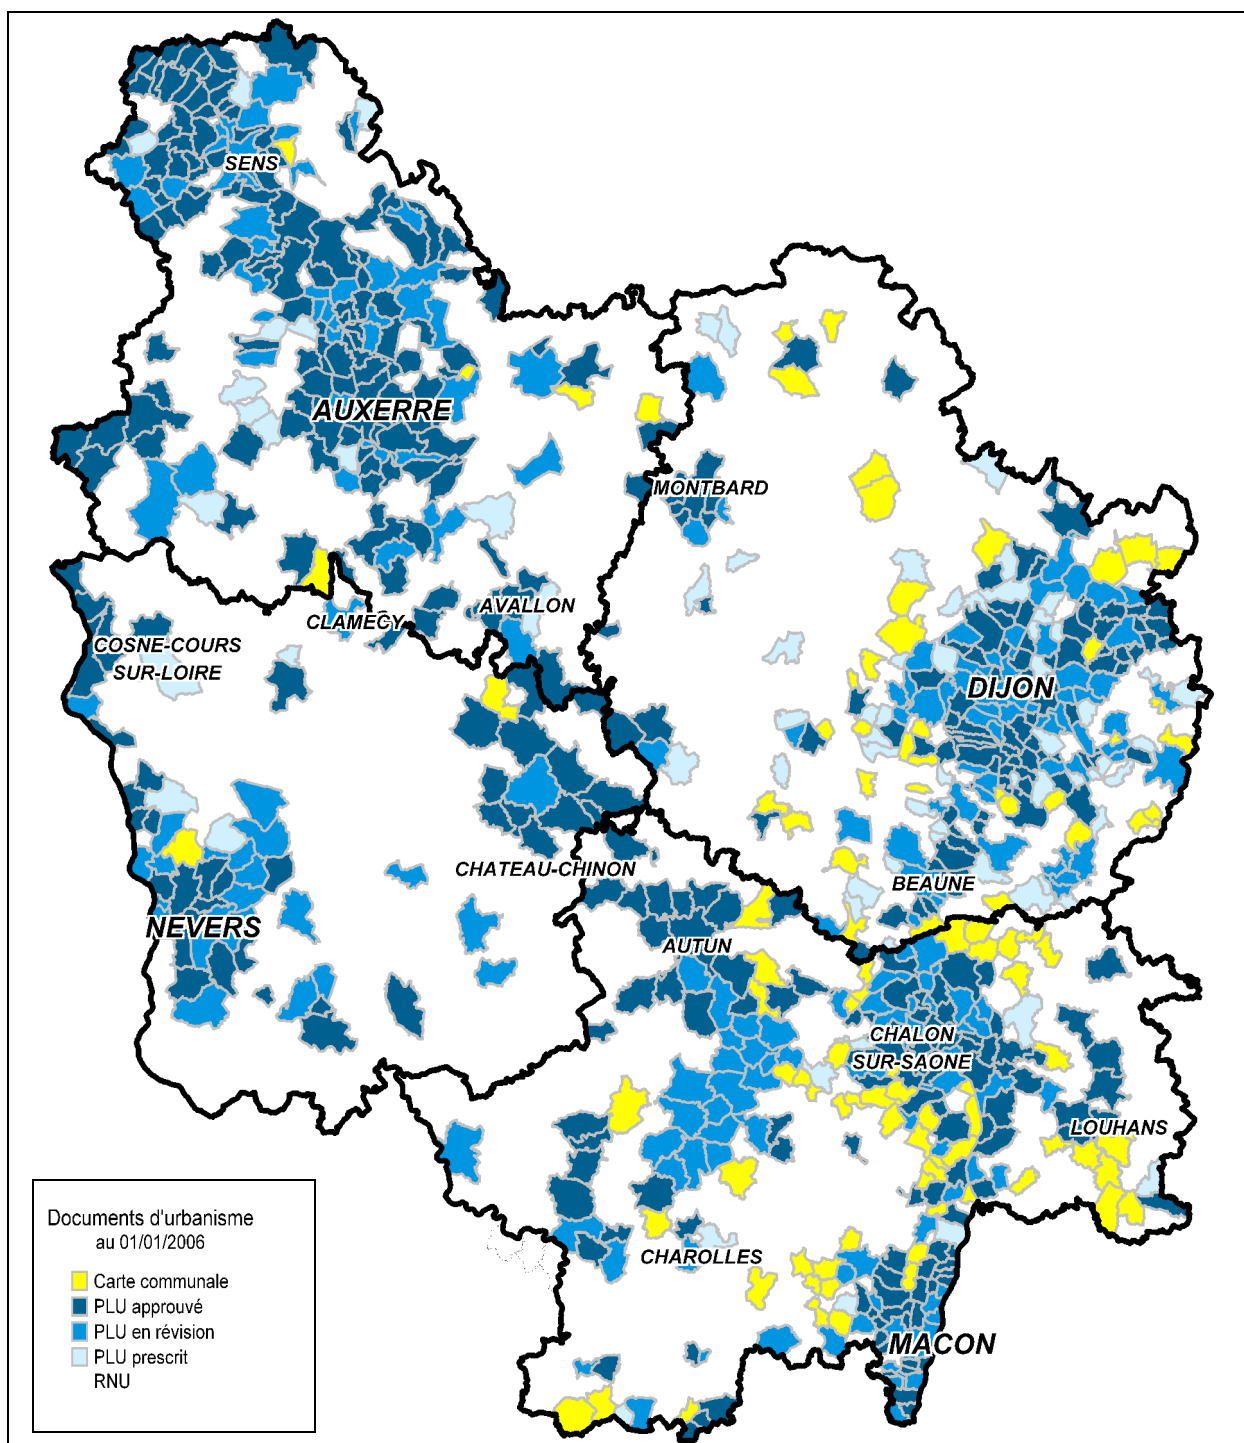 SENS
AUXERRE
MONTBARD
CLAMECY
AVALLON
COSNE-COURS
SUR-LOIRE
DIJON
CHATEAU-CHINON
BEAUNE
NEVERS
AUTUN
CHALON
SUR-SAONE
LOUHANS
CHAROLLES
MACON
Documents d'urbanisme
au 01/01/2006
Carte communale
PLU approuvé
PLU en révision
PLU prescrit
RNU